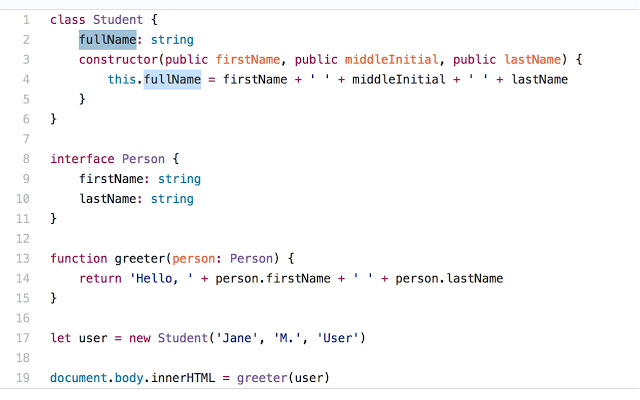 1 class Student {
2     fullName: string
3     constructor(public firstName, public middleInitial, public lastName) {
4         this.fullName = firstName + ' ' + middleInitial + ' ' + lastName
5     }
6 }
7
8 interface Person {
9     firstName: string
10     lastName: string
11 }
12
13 function greeter(person: Person) {
14     return 'Hello, ' + person.firstName + ' ' + person.lastName
15 }
16
17 let user = new Student('Jane', 'M.', 'User')
18
19 document.body.innerHTML = greeter(user)